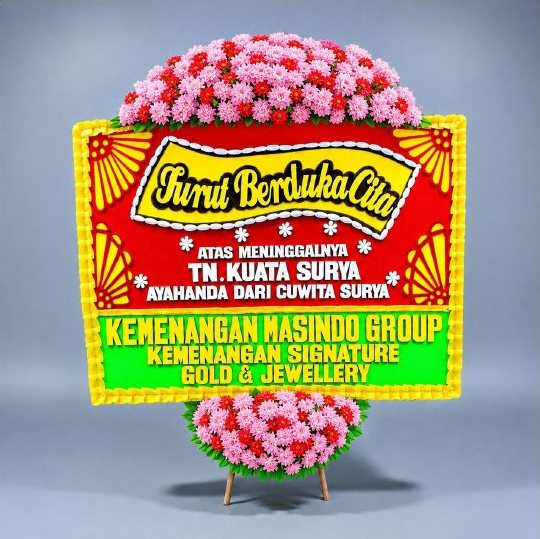 Turut Berduka Cita
ATAS MENINGGALNYA
TN. KUATA SURYA
AYAHANDA DARI CUWITA SURYA
KEMENANGAN MASINDO GROUP
KEMENANGAN SIGNATURE
GOLD & JEWELLERY